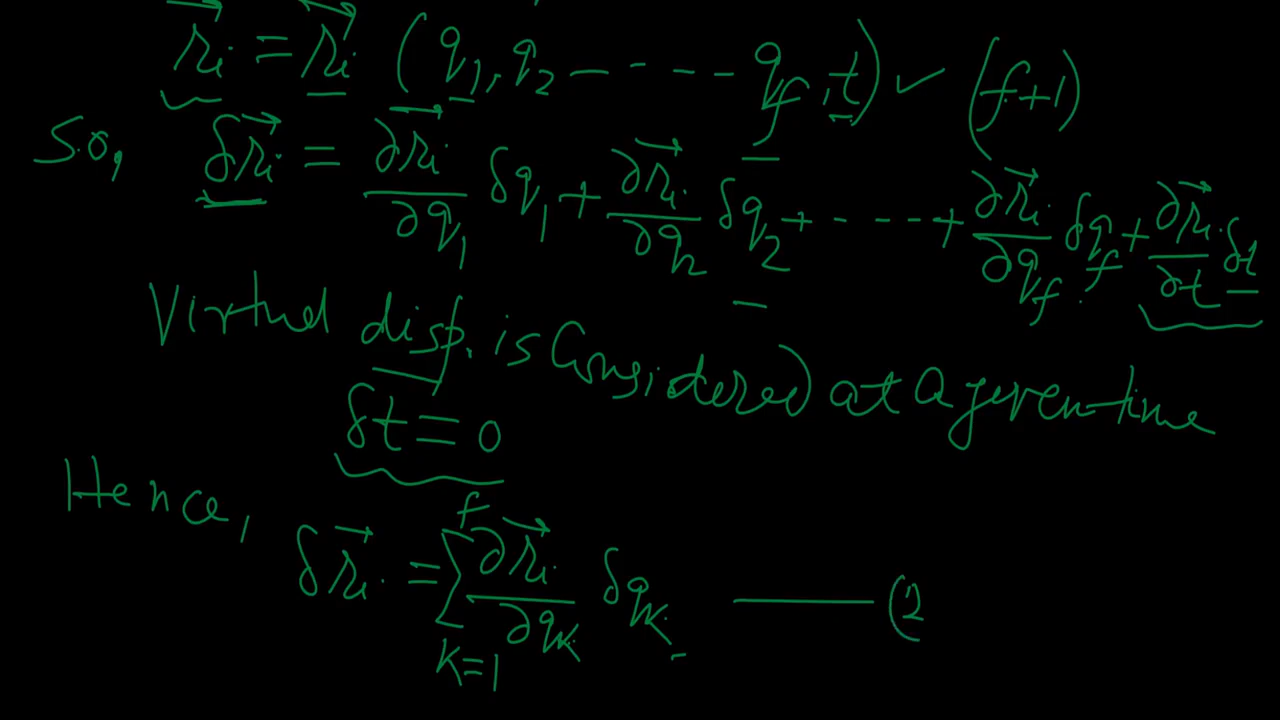 r⃗ᵢ = r⃗ᵢ (q₁, q₂ - - - - - q_f, t) ✓ (f+1)
So, δr⃗ᵢ = ∂r⃗ᵢ/∂q₁ δq₁ + ∂r⃗ᵢ/∂q₂ δq₂ + - - - - + ∂r⃗ᵢ/∂q_f δq_f + ∂r⃗ᵢ/∂t δt
Virtual disp. is Considered at a given time
δt = 0
Hence, 
δr⃗ᵢ = ∑_{k=1}^{f} ∂r⃗ᵢ/∂q_k δq_k —— (2